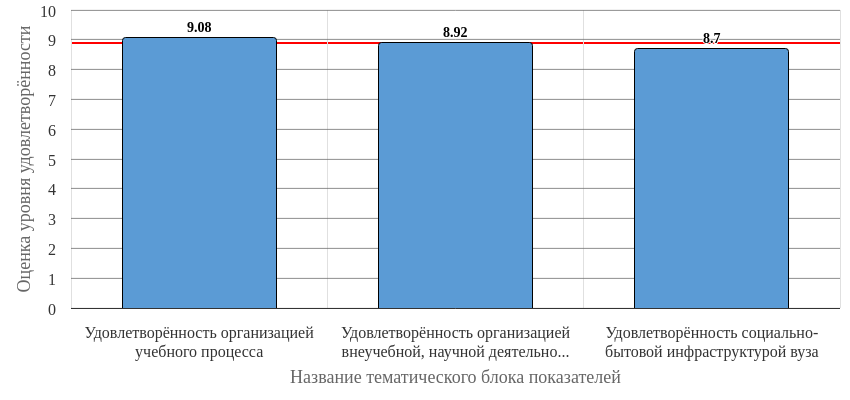 10
9
8
7
6
5
4
3
2
1
0
Оценка уровня удовлетворённости
9.08
8.92
8.7
Удовлетворённость организацией
учебного процесса
Удовлетворённость организацией
внеучебной, научной деятельно...
Удовлетворённость социально-
бытовой инфраструктурой вуза
Название тематического блока показателей